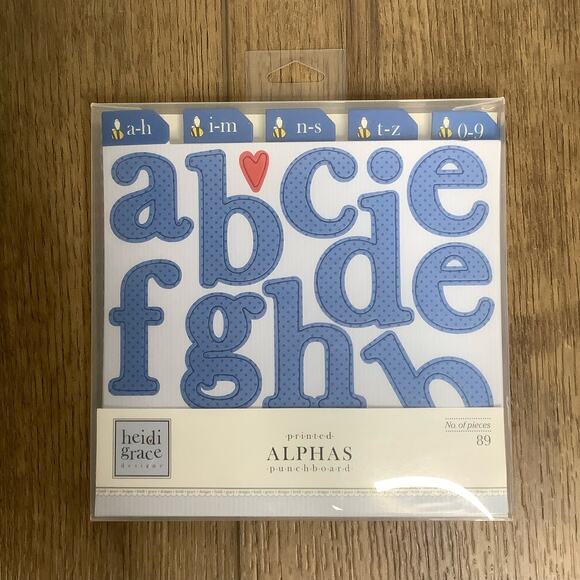 a-h i-m n-s t-z 0-9
a b c e
d e
f g h h
heidi
grace
designs
printed
ALPHAS
punchboard
No. of pieces
89